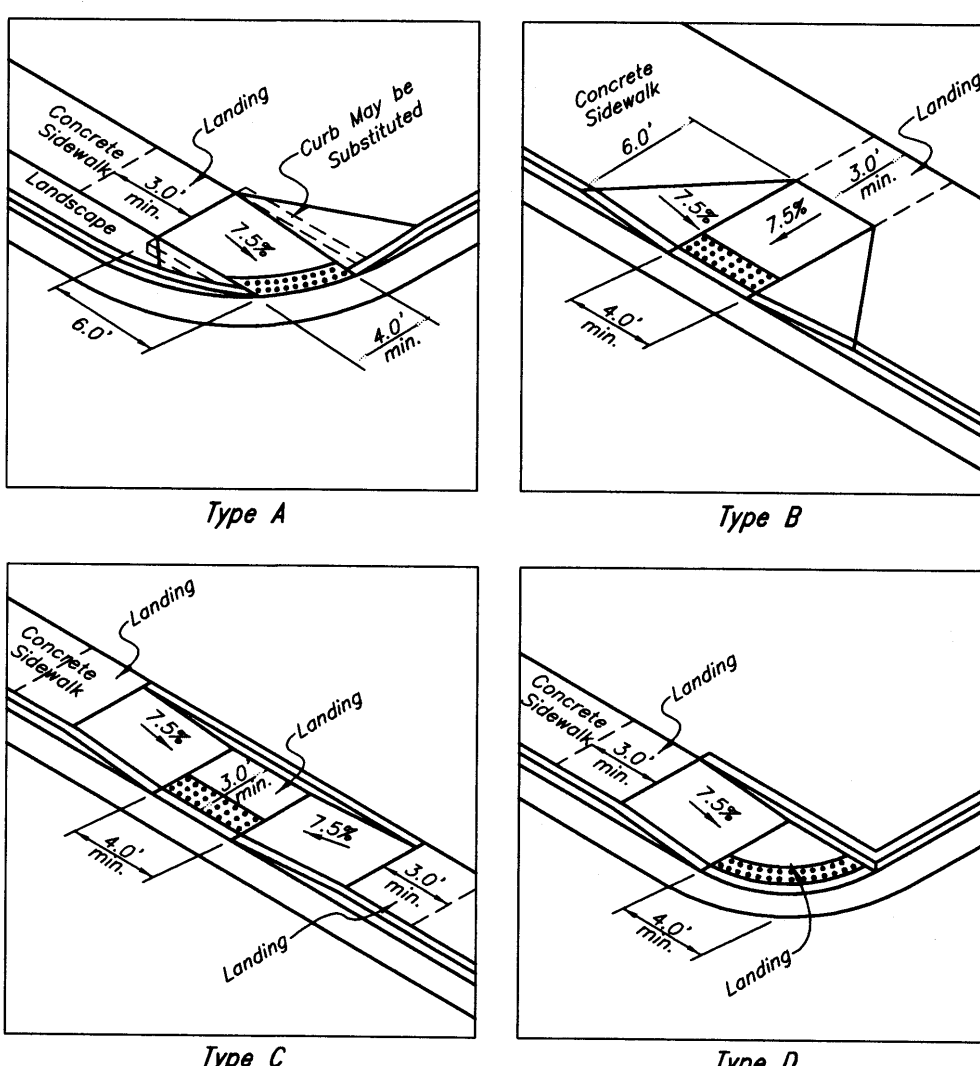 Concrete
Sidewalk
Landscape
3.0'
min.
Landing
Curb May be
Substituted
7.5%
6.0'
4.0'
min.
Type A
Concrete
Sidewalk
6.0'
Landing
3.0'
min.
7.5%
7.5%
4.0'
min.
Type B
Landing
Concrete
Sidewalk
Landing
7.5%
3.0'
min.
7.5%
4.0'
min.
3.0'
min.
Landing
Type C
Landing
Concrete
Sidewalk
3.0'
min.
7.5%
4.0'
min.
Landing
Type D